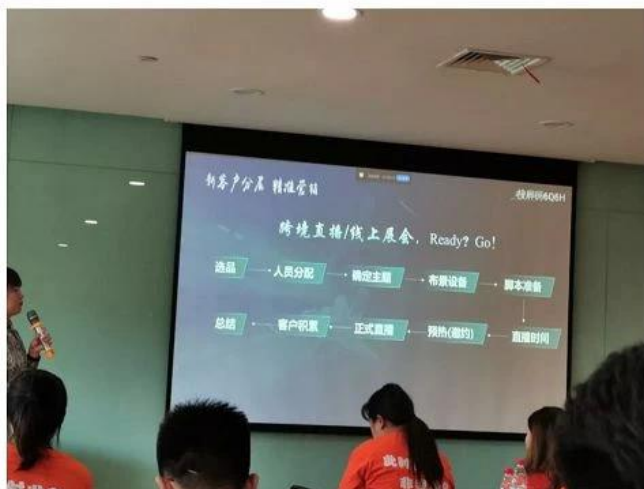 新客户分层 精准营销
跨境直播/线上展会，Ready? Go!
选品 人员分配 确定主题 布景设备 脚本准备
总结 客户积累 正式直播 预热(邀约) 直播时间